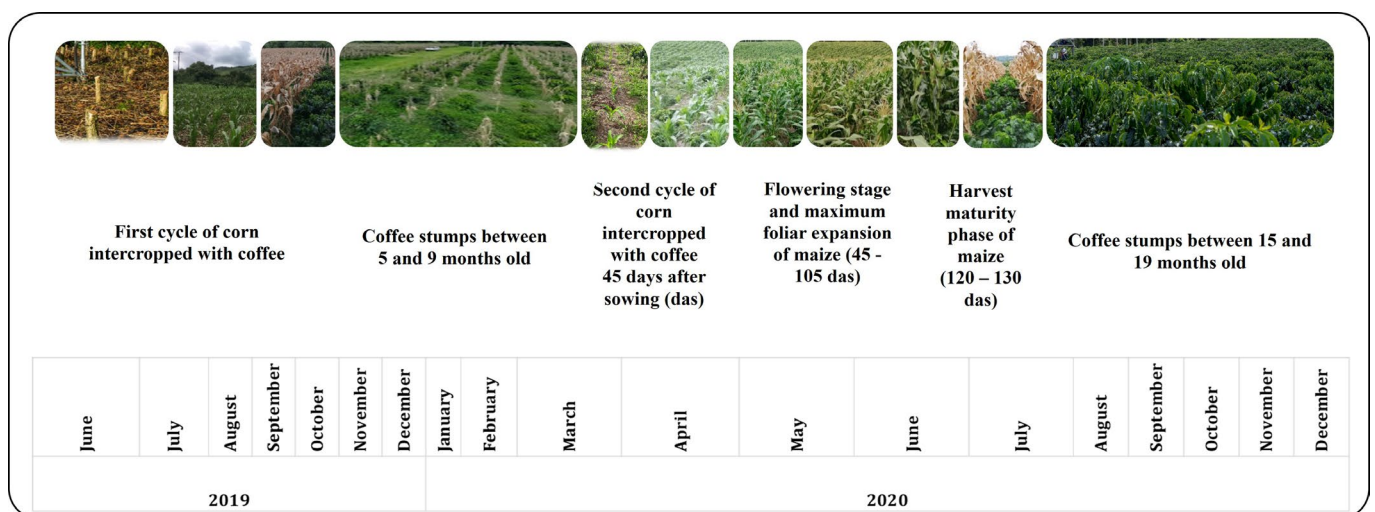 First cycle of corn
intercropped with coffee
Coffee stumps between
5 and 9 months old
Second cycle of
corn
intercropped
with coffee
45 days after
sowing (das)
Flowering stage
and maximum
foliar expansion
of maize (45 -
105 das)
Harvest
maturity
phase of
maize
(120 – 130
das)
Coffee stumps between 15 and
19 months old
June
July
August
September
October
November
December
January
February
March
April
May
June
July
August
September
October
November
December
2019
2020